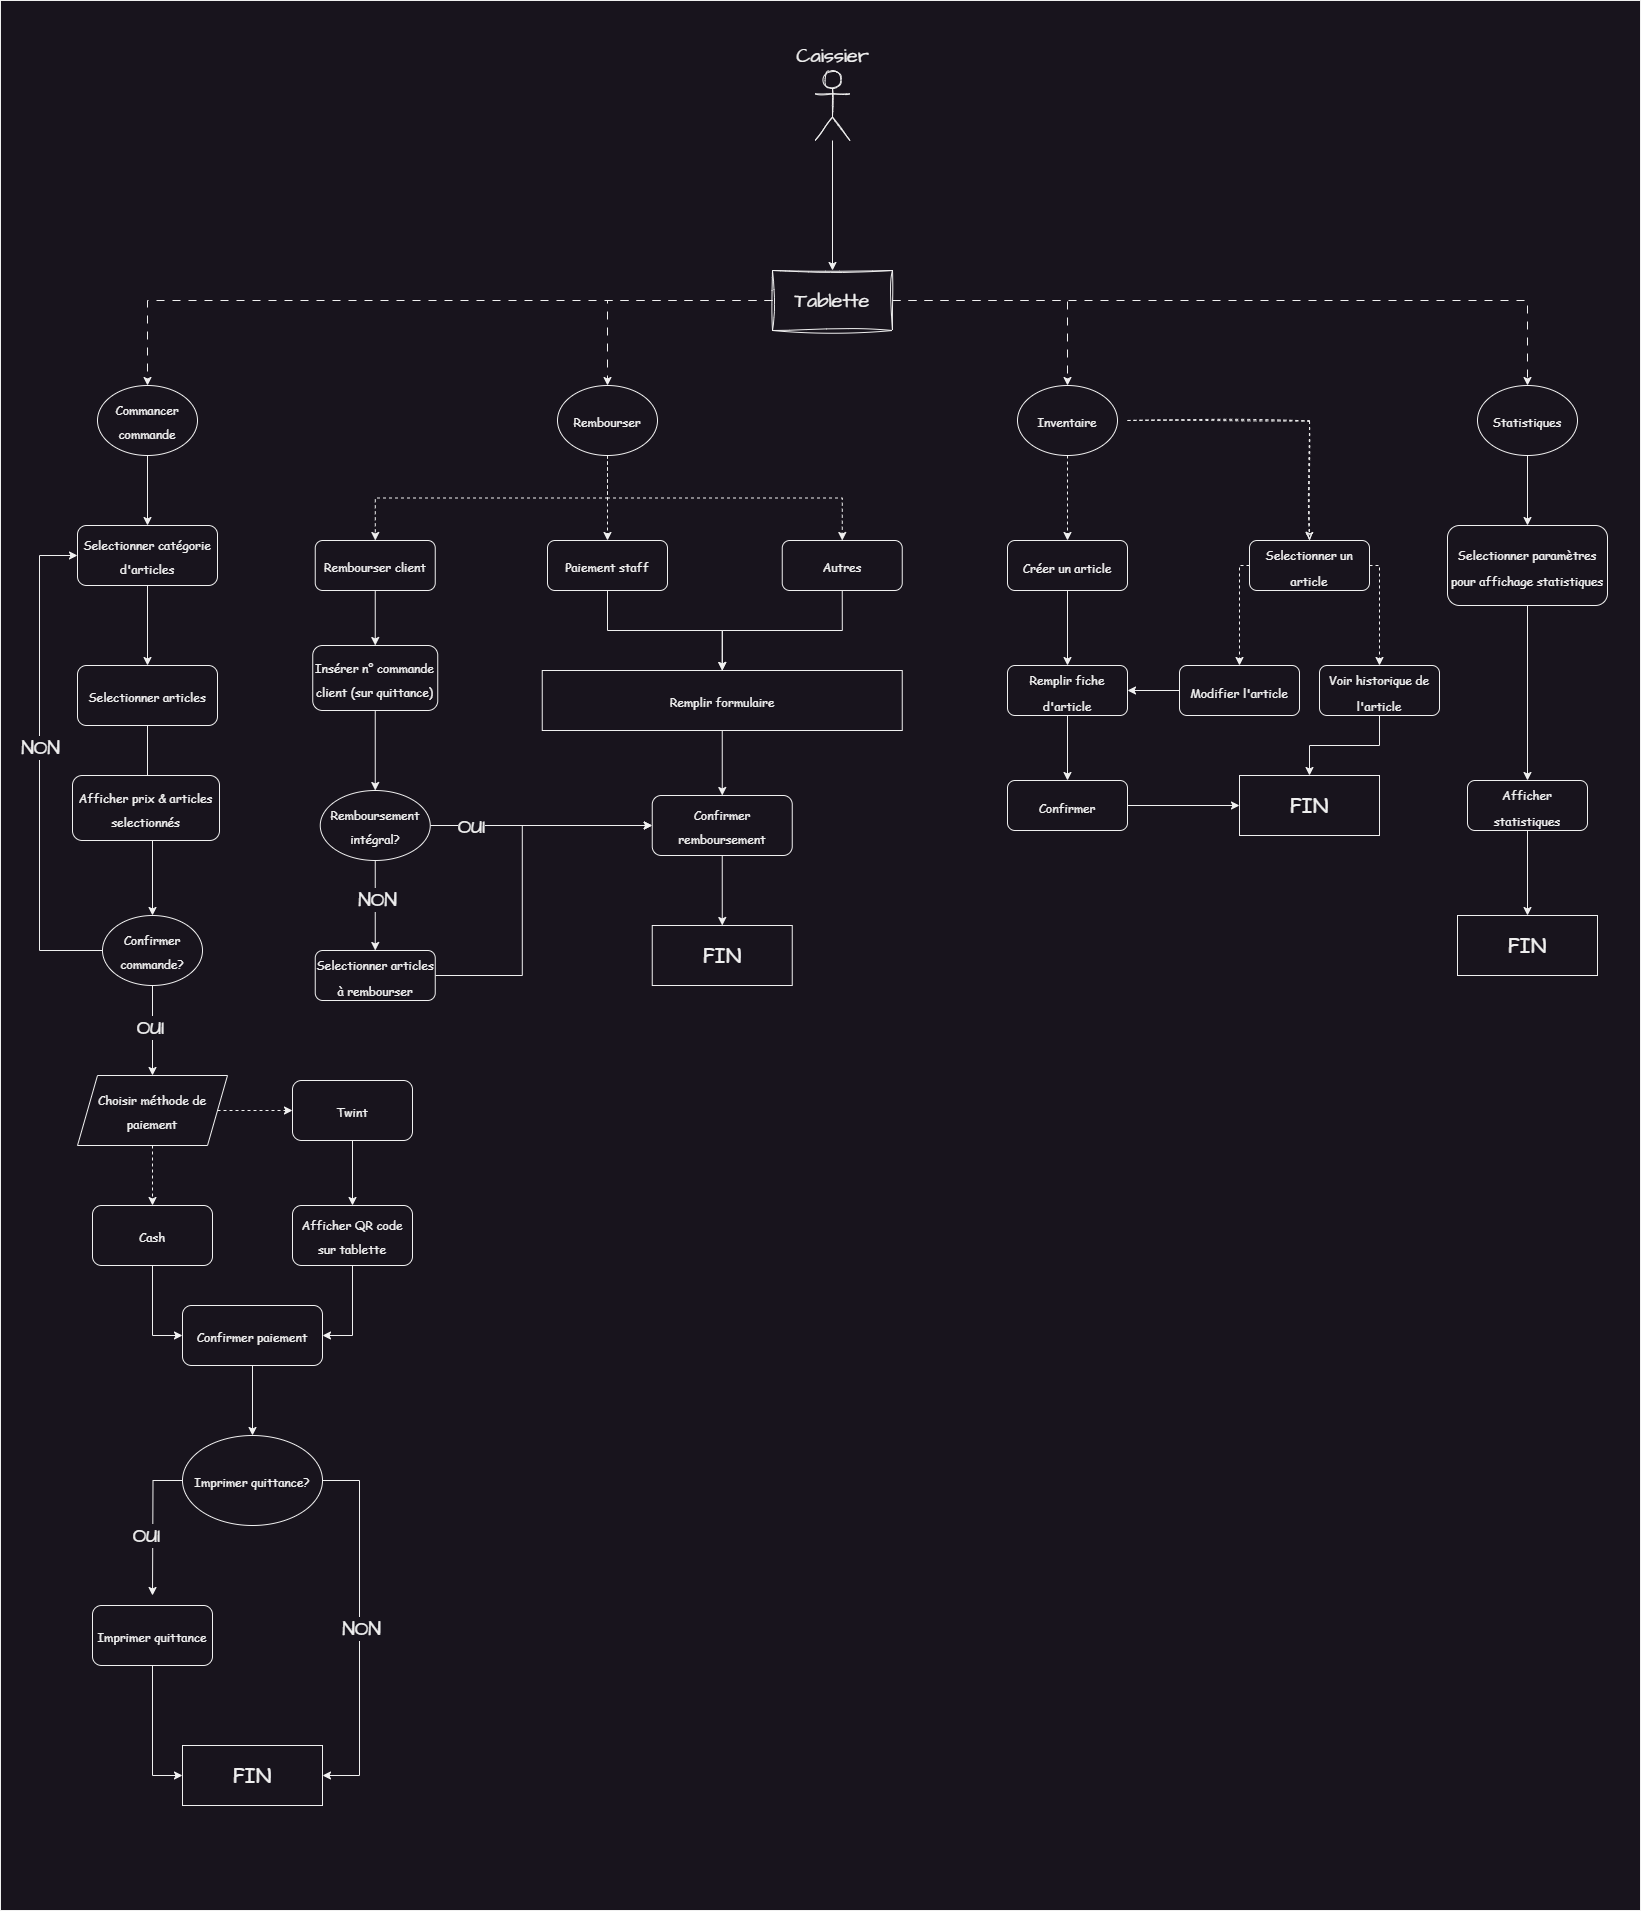 Caissier
Tablette
Commancer
commande
Rembourser
Inventaire
Statistiques
Selectionner catégorie
d'articles
Rembourser client
Paiement staff
Autres
Créer un article
Selectionner un
article
Selectionner paramètres
pour affichage statistiques
Insérer n° commande
client (sur quittance)
Selectionner articles
Remplir formulaire
Remplir fiche
d'article
Modifier l'article
Voir historique de
l'article
NON
Afficher prix & articles
selectionnés
Remboursement
intégral?
OUI
Confirmer
remboursement
Confirmer
FIN
Afficher
statistiques
NON
Confirmer
commande?
Selectionner articles
à rembourser
FIN
FIN
OUI
Choisir méthode de
paiement
Twint
Cash
Afficher QR code
sur tablette
Confirmer paiement
Imprimer quittance?
OUI
Imprimer quittance
NON
FIN